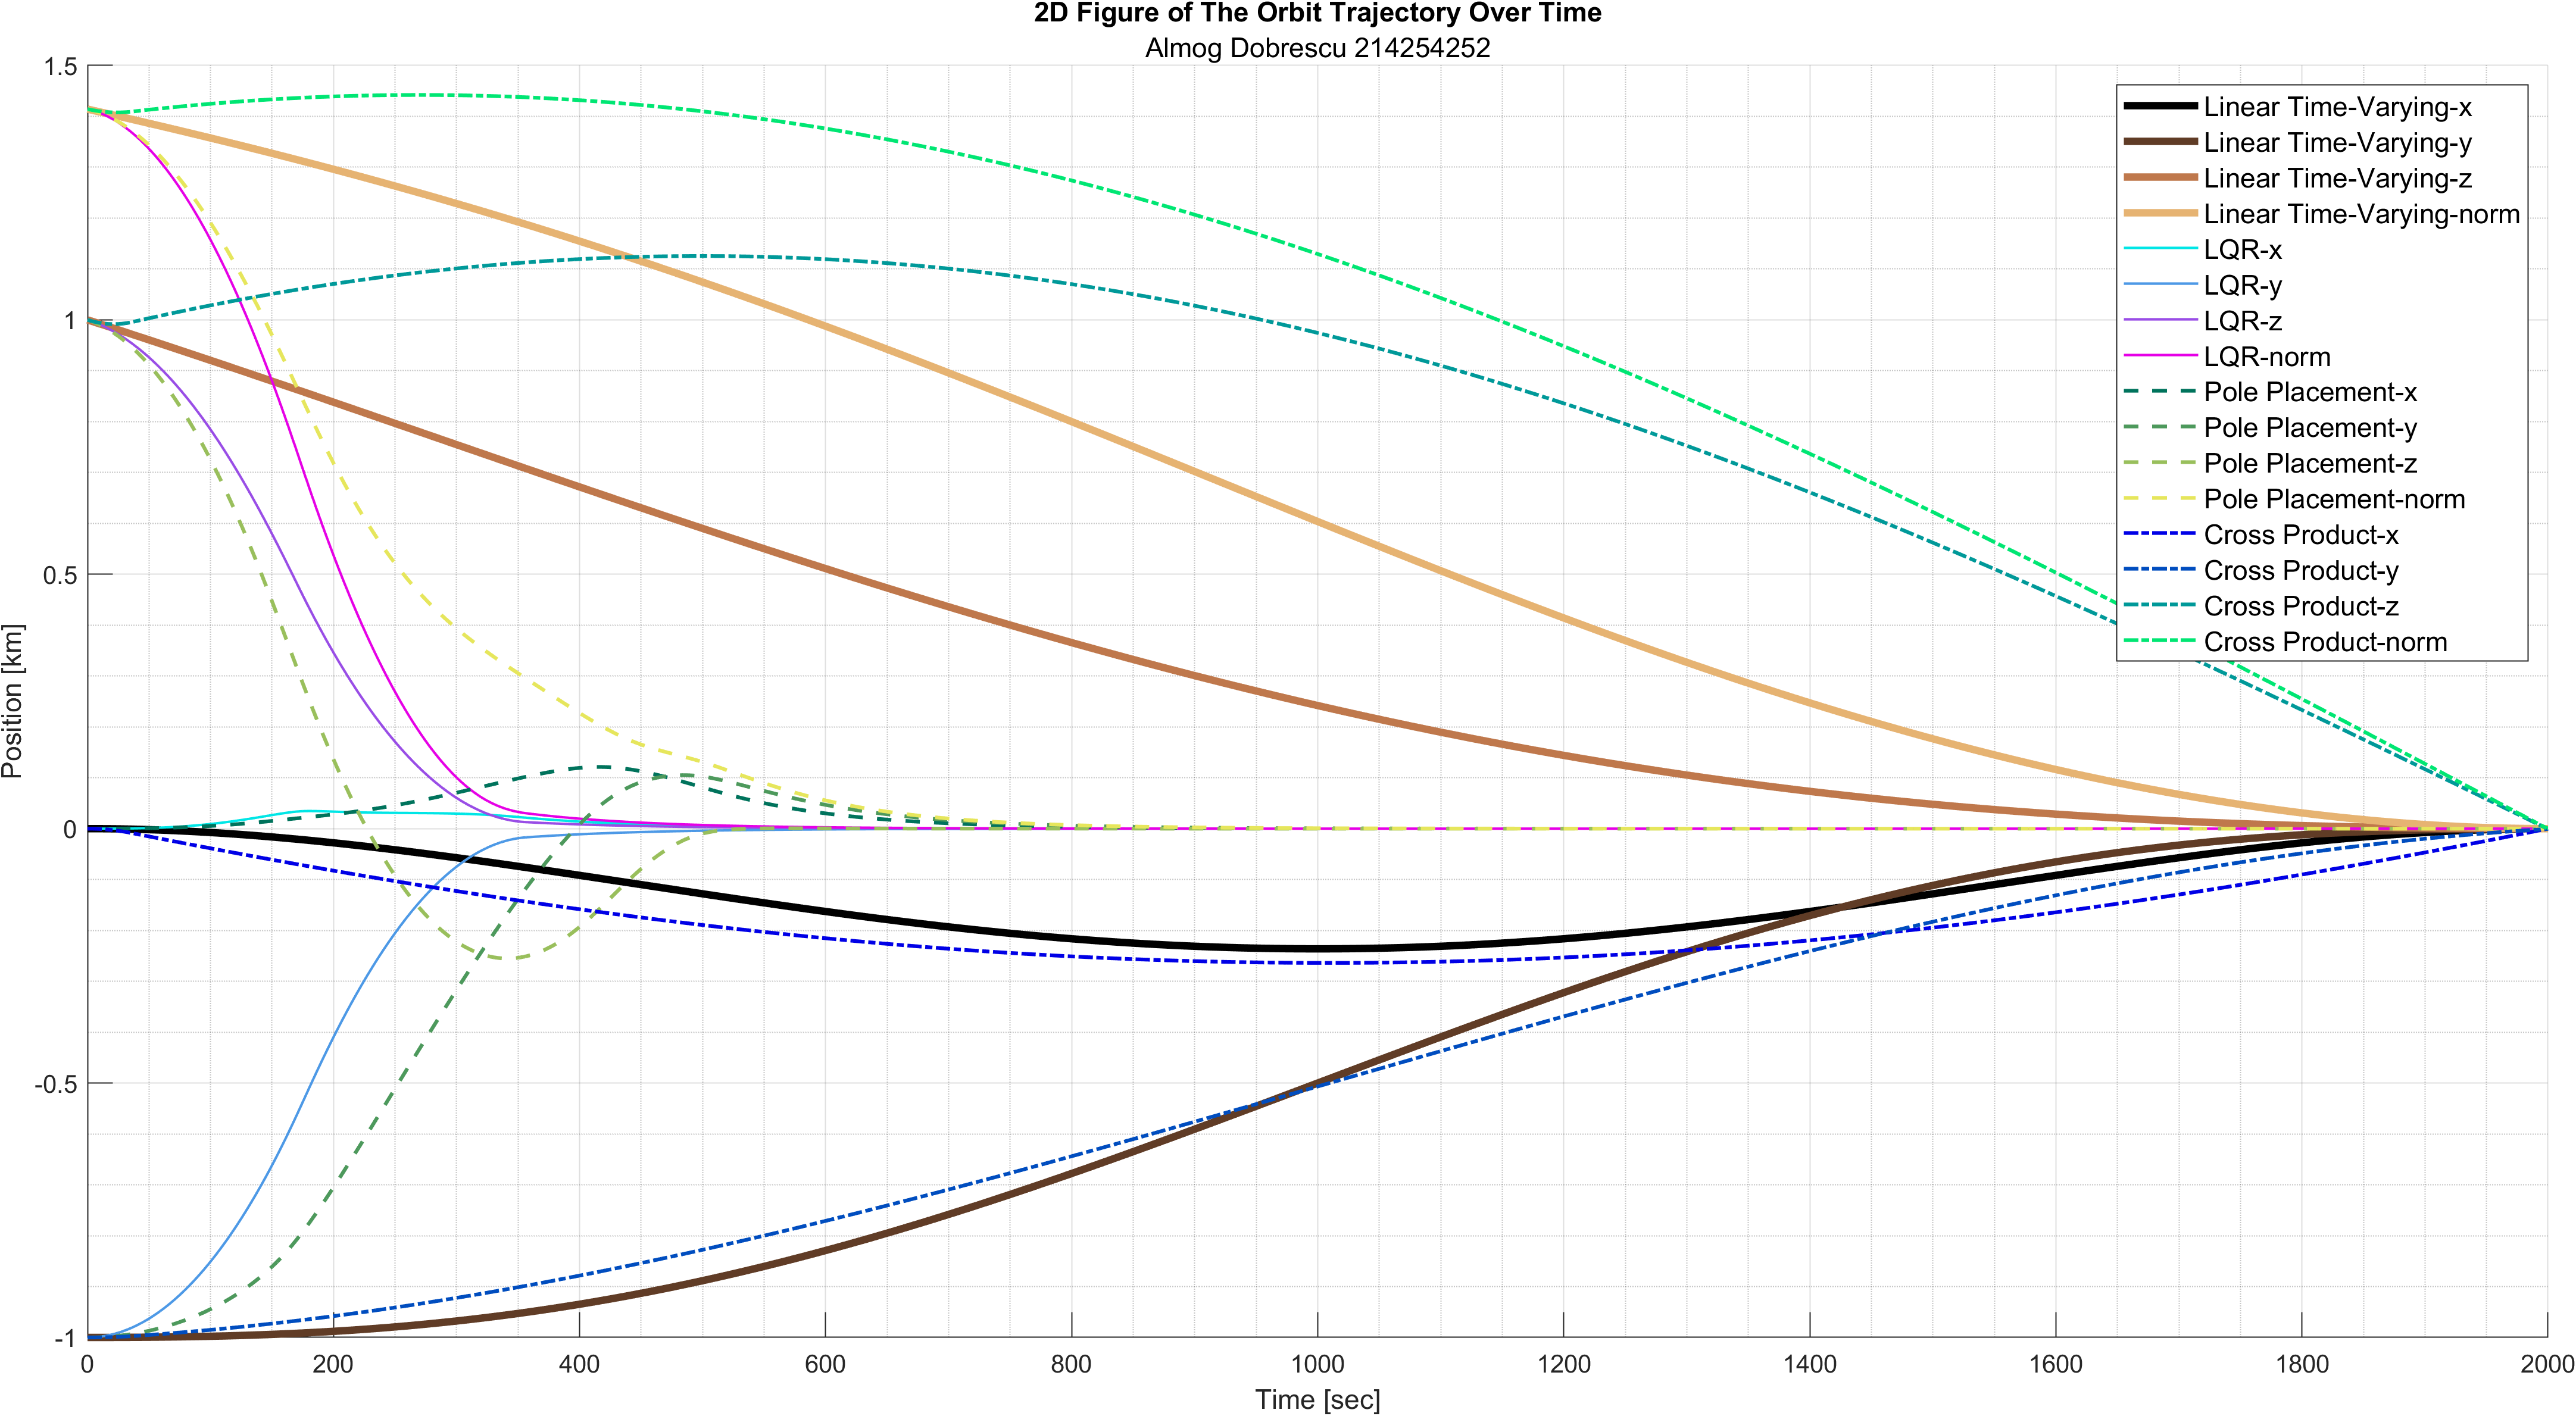 2D Figure of The Orbit Trajectory Over Time
Almog Dobrescu 214254252
1.5
1
0.5
0
-0.5
-1
Position [km]
0 200 400 600 800 1000 1200 1400 1600 1800 2000
Time [sec]
Linear Time-Varying-x
Linear Time-Varying-y
Linear Time-Varying-z
Linear Time-Varying-norm
LQR-x
LQR-y
LQR-z
LQR-norm
Pole Placement-x
Pole Placement-y
Pole Placement-z
Pole Placement-norm
Cross Product-x
Cross Product-y
Cross Product-z
Cross Product-norm